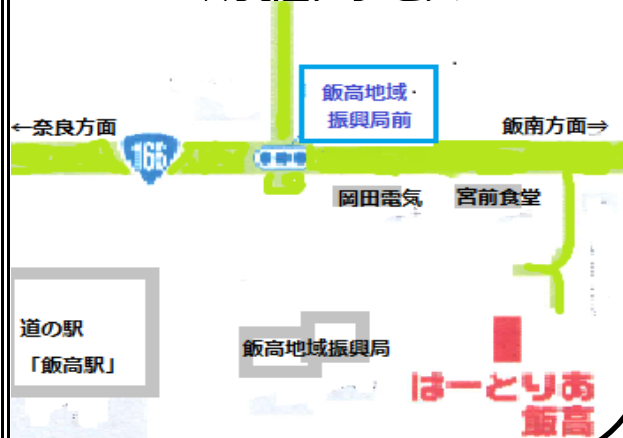 飯高地域・
振興局前
←奈良方面
飯南方面⇒
岡田電気
宮前食堂
道の駅
「飯高駅」
飯高地域振興局
はーとりあ
飯高